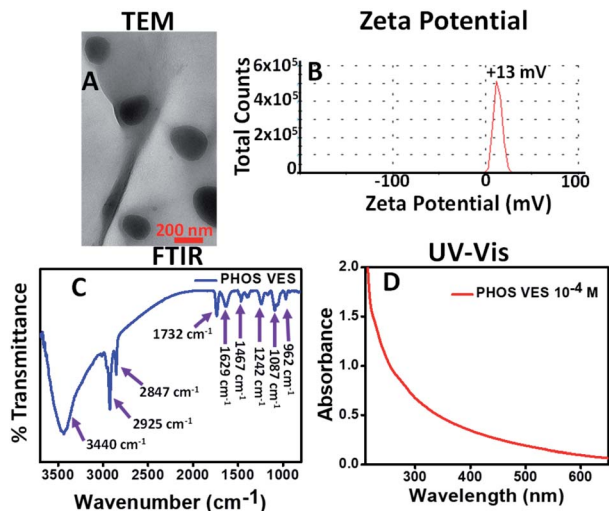 TEM
A
200 nm
Zeta Potential
B
+13 mV
Total Counts
6x10⁵
4x10⁵
2x10⁵
0
-100
0
100
Zeta Potential (mV)
FTIR
C
PHOS VES
1732 cm⁻¹
1629 cm⁻¹
1467 cm⁻¹
1242 cm⁻¹
1087 cm⁻¹
962 cm⁻¹
2847 cm⁻¹
2925 cm⁻¹
3440 cm⁻¹
% Transmittance
3500
3000
2500
2000
1500
1000
Wavenumber (cm⁻¹)
UV-Vis
D
PHOS VES 10⁻⁴ M
Absorbance
2.0
1.5
1.0
0.5
0.0
300
400
500
600
Wavelength (nm)